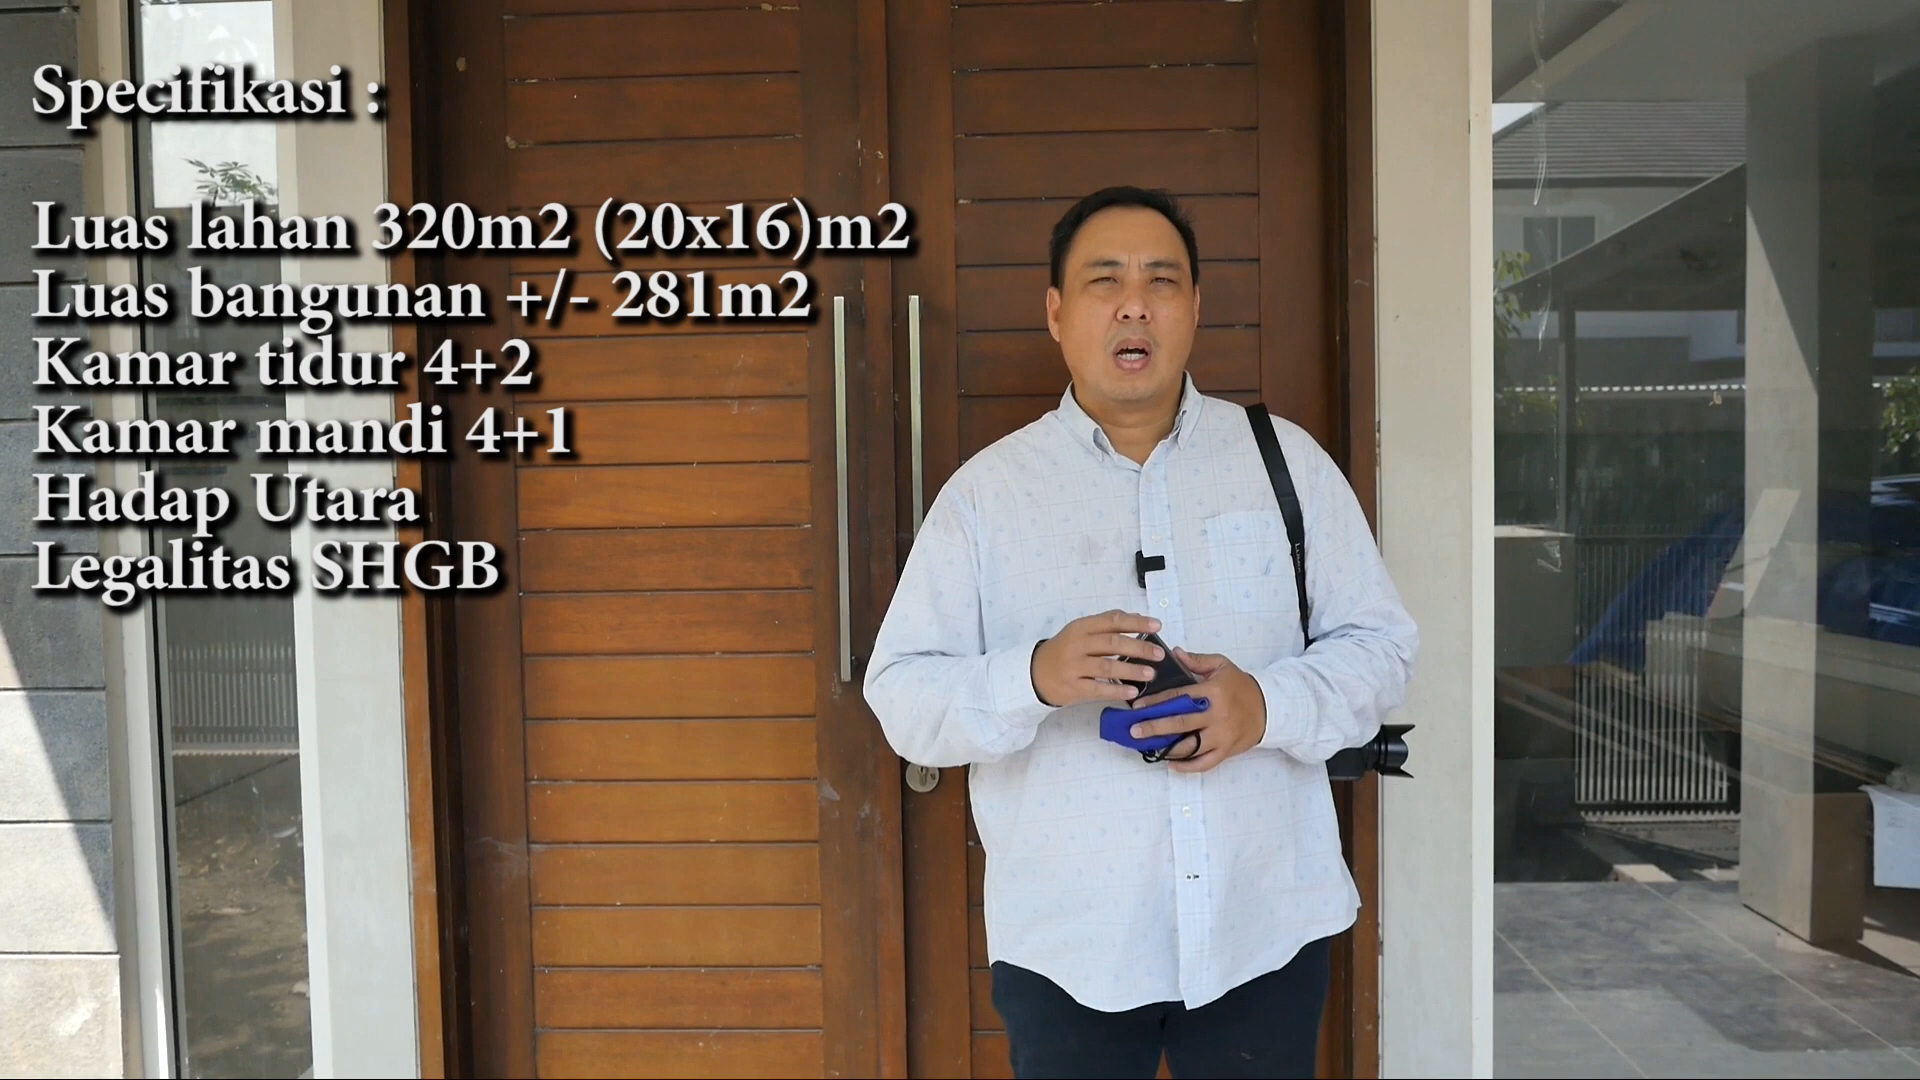 Specifikasi :
Luas lahan 320m2 (20x16)m2
Luas bangunan +/- 281m2
Kamar tidur 4+2
Kamar mandi 4+1
Hadap Utara
Legalitas SHGB